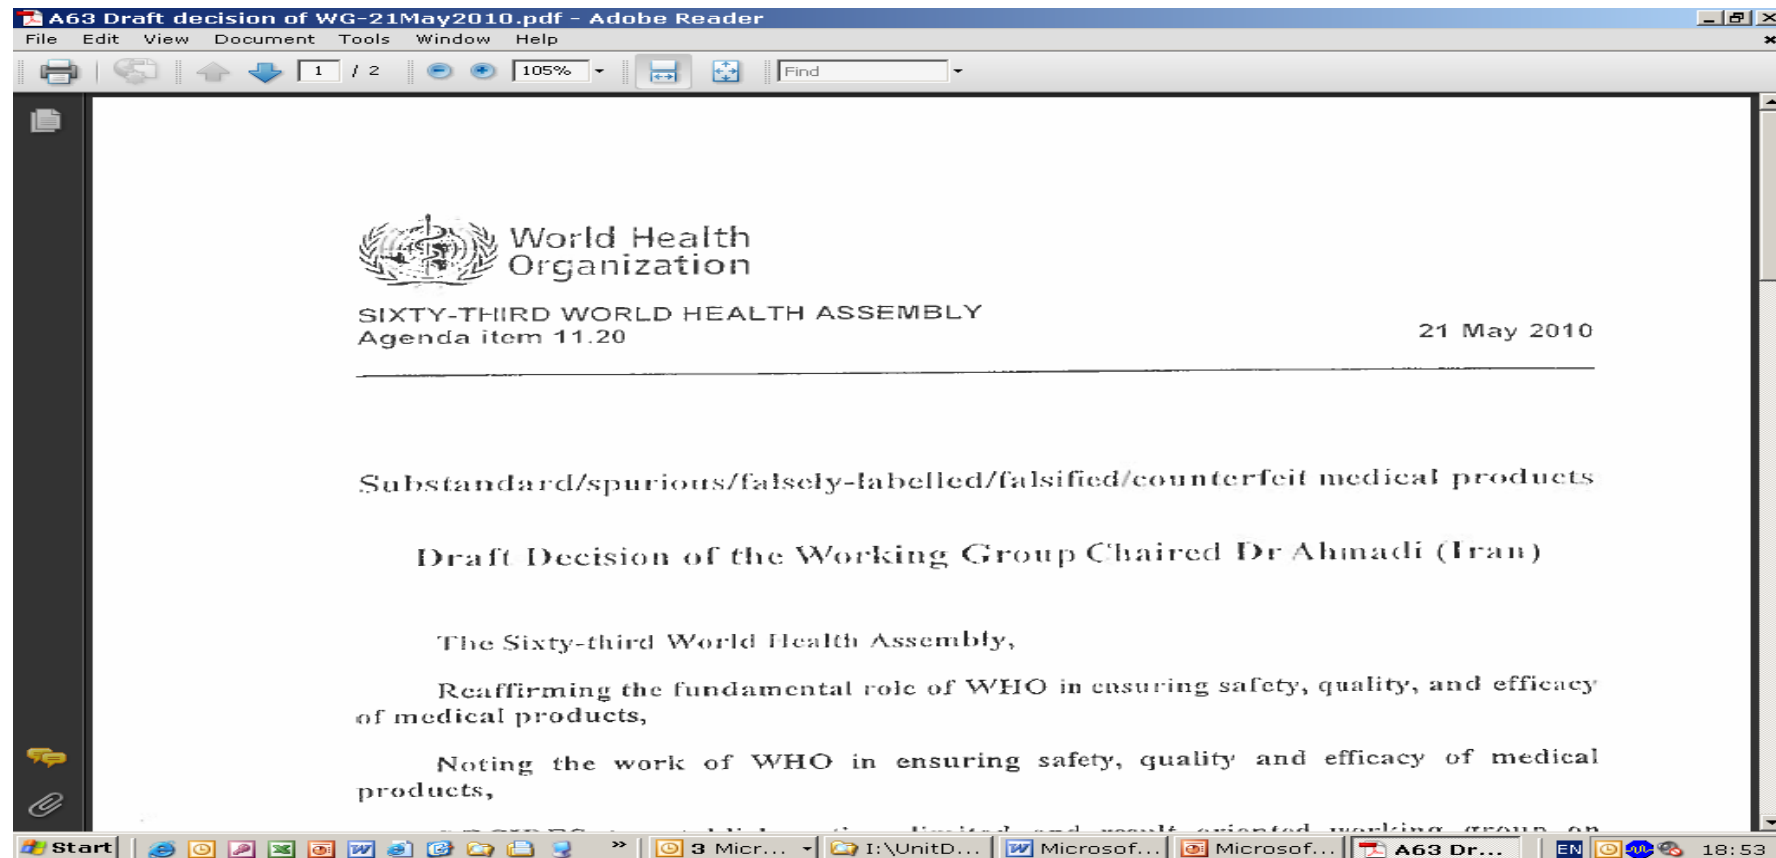 A63 Draft decision of WG-21May2010.pdf - Adobe Reader
File Edit View Document Tools Window Help
1 / 2 105% Find
World Health
Organization
SIXTY-THIRD WORLD HEALTH ASSEMBLY
Agenda item 11.20
21 May 2010
Substandard/spurious/falsely-labelled/falsified/counterfeit medical products
Draft Decision of the Working Group Chaired Dr Ahmadi (Iran)
The Sixty-third World Health Assembly,
Reaffirming the fundamental role of WHO in ensuring safety, quality, and efficacy
of medical products,
Noting the work of WHO in ensuring safety, quality and efficacy of medical
products,
Start » 3 Micr... I:\UnitD... Microsof... Microsof... A63 Dr... EN 18:53